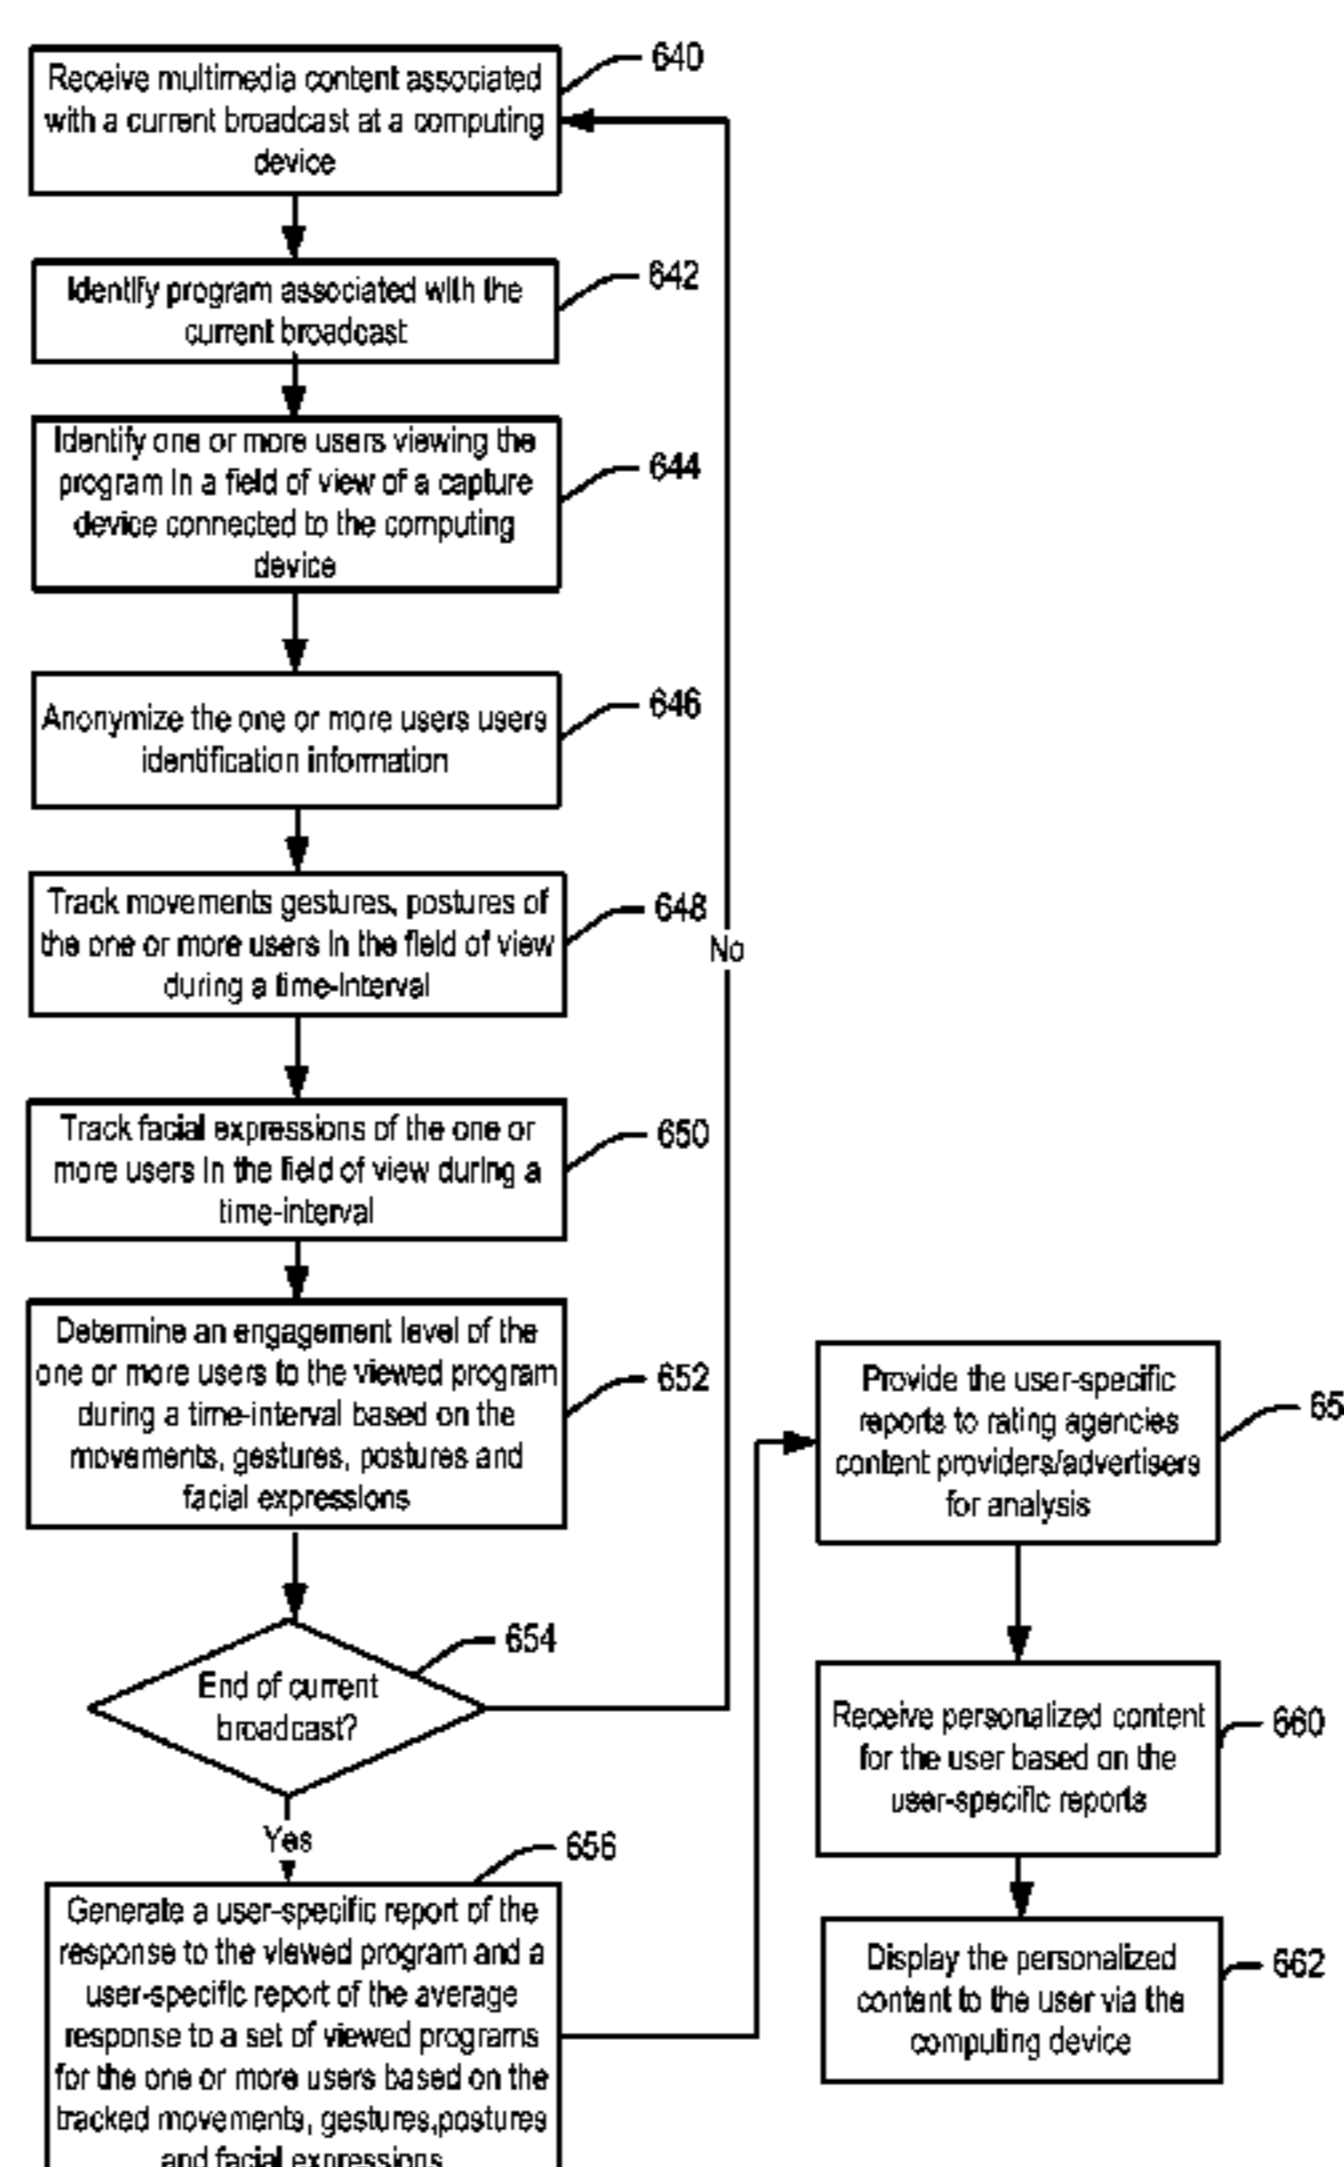 640
Receive multimedia content associated
with a current broadcast at a computing
device
642
Identify program associated with the
current broadcast
Identify one or more users viewing the
program in a field of view of a capture
device connected to the computing
device
644
Anonymize the one or more users users
identification information
646
Track movements gestures, postures of
the one or more users in the field of view
during a time-interval
648
No
Track facial expressions of the one or
more users in the field of view during a
time-interval
650
Determine an engagement level of the
one or more users to the viewed program
during a time-interval based on the
movements, gestures, postures and
facial expressions
652
End of current
broadcast?
654
Yes
656
Generate a user-specific report of the
response to the viewed program and a
user-specific report of the average
response to a set of viewed programs
for the one or more users based on the
tracked movements, gestures,postures
and facial expressions
Provide the user-specific
reports to rating agencies
content providers/advertisers
for analysis
65
Receive personalized content
for the user based on the
user-specific reports
660
Display the personalized
content to the user via the
computing device
662